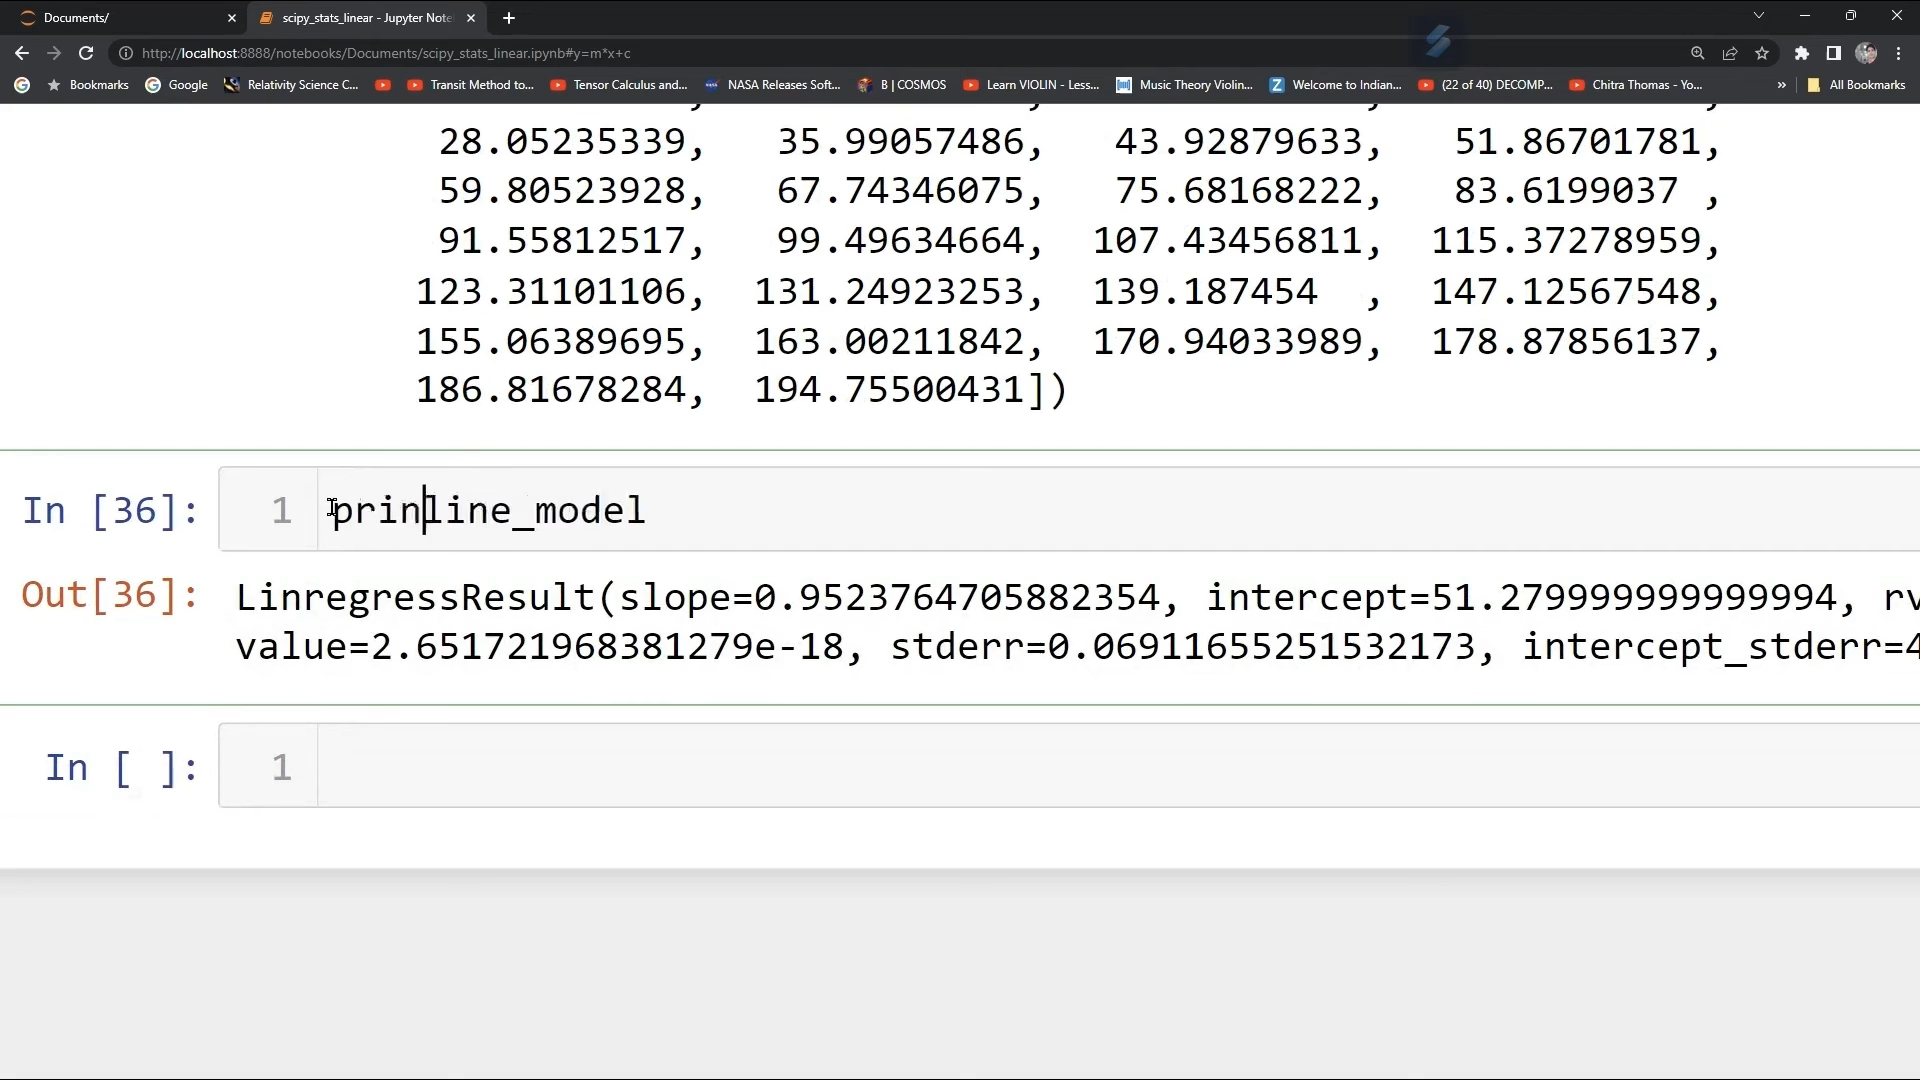 Documents/
scipy_stats_linear - Jupyter Note
http://localhost:8888/notebooks/Documents/scipy_stats_linear.ipynb#y=m*x+c
Bookmarks Google Relativity Science C... Transit Method to... Tensor Calculus and... NASA Releases Soft... B | COSMOS Learn VIOLIN - Less... Music Theory Violin... Welcome to Indian... (22 of 40) DECOMP... Chitra Thomas - Yo... » All Bookmarks
28.05235339, 35.99057486, 43.92879633, 51.86701781,
59.80523928, 67.74346075, 75.68168222, 83.6199037 ,
91.55812517, 99.49634664, 107.43456811, 115.37278959,
123.31101106, 131.24923253, 139.187454 , 147.12567548,
155.06389695, 163.00211842, 170.94033989, 178.87856137,
186.81678284, 194.75500431])
In [36]: 1 prinline_model
Out[36]: LinregressResult(slope=0.9523764705882354, intercept=51.279999999999994, rv
value=2.651721968381279e-18, stderr=0.06911655251532173, intercept_stderr=4
In [ ]: 1